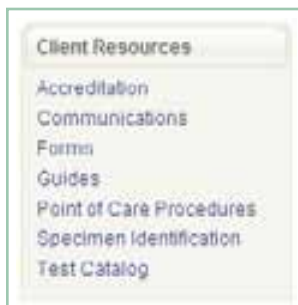 Client Resources
Accreditation
Communications
Forms
Guides
Point of Care Procedures
Specimen Identification
Test Catalog